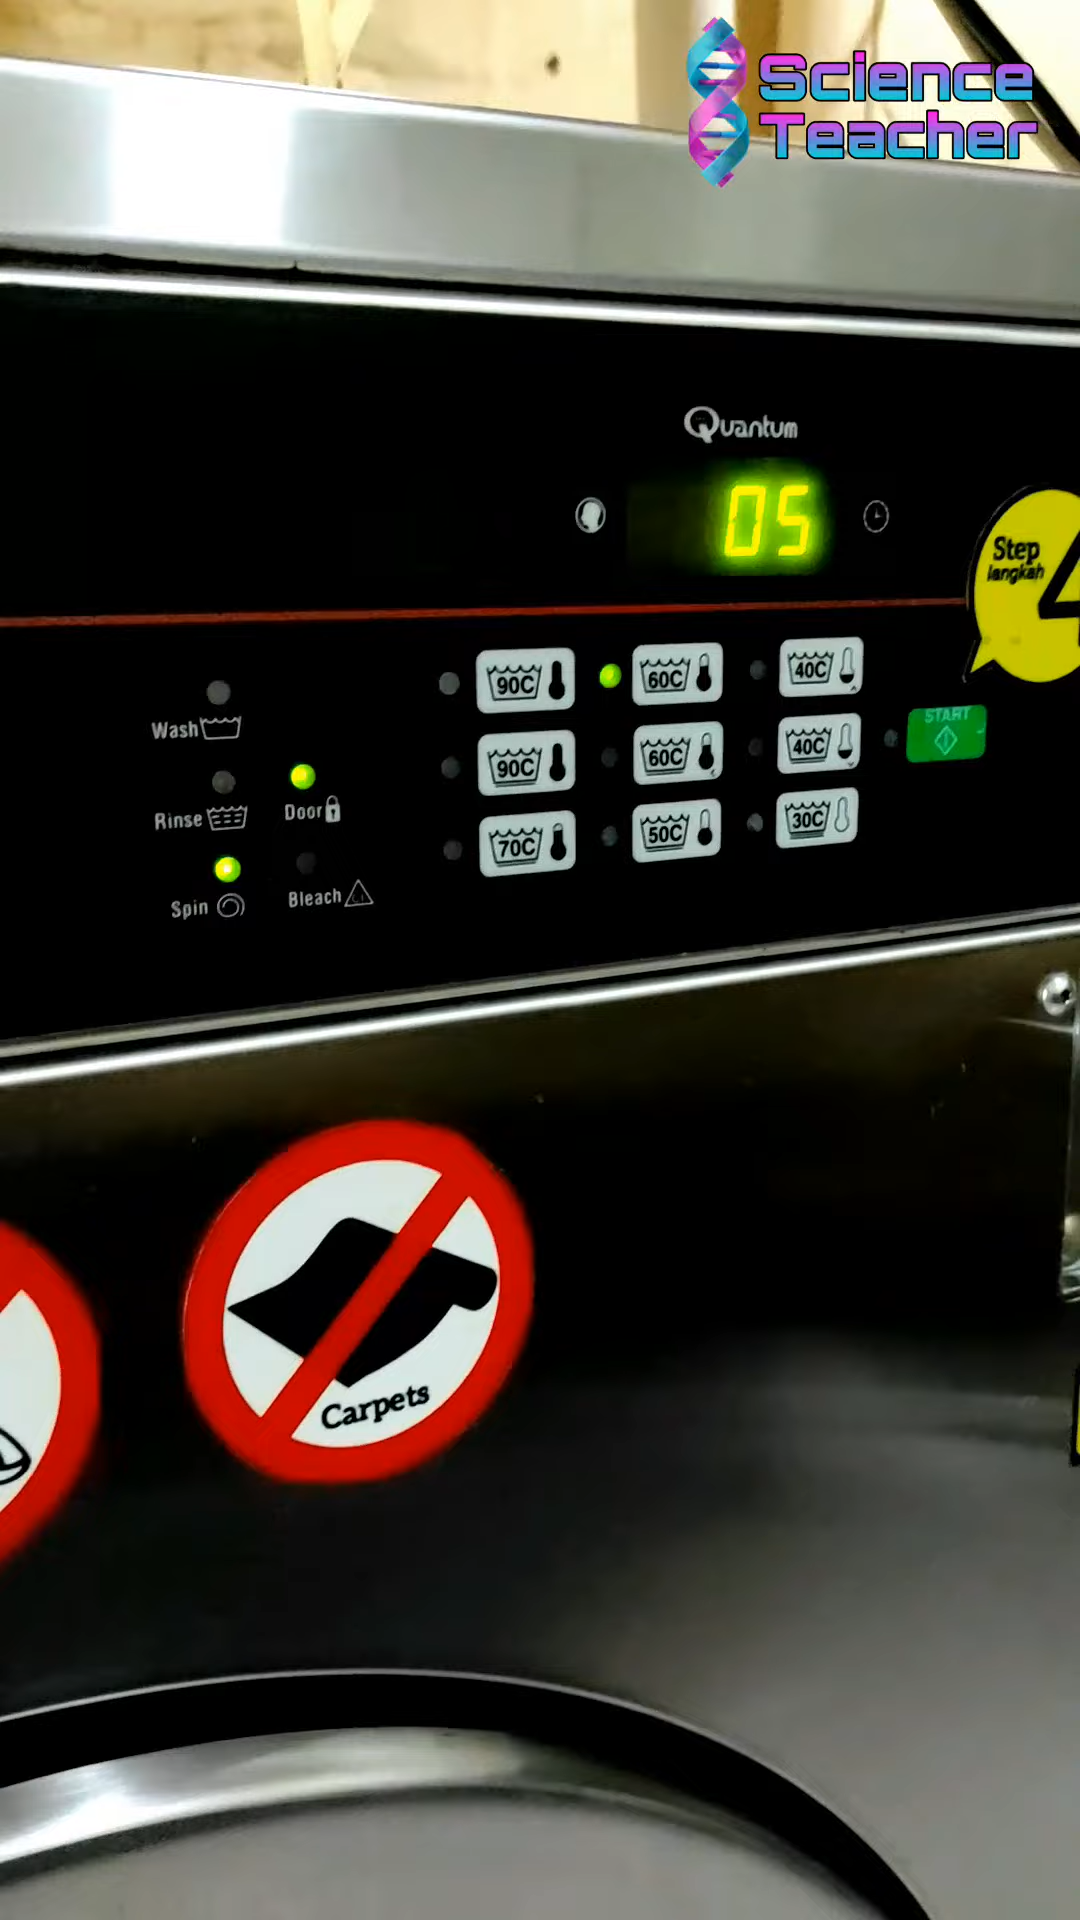 Science
Teacher
Quantum
05
Step
langkah
4
90C
60C
40C
START
Wash
90C
60C
40C
Rinse
Door
70C
50C
30C
Spin
Bleach
Carpets